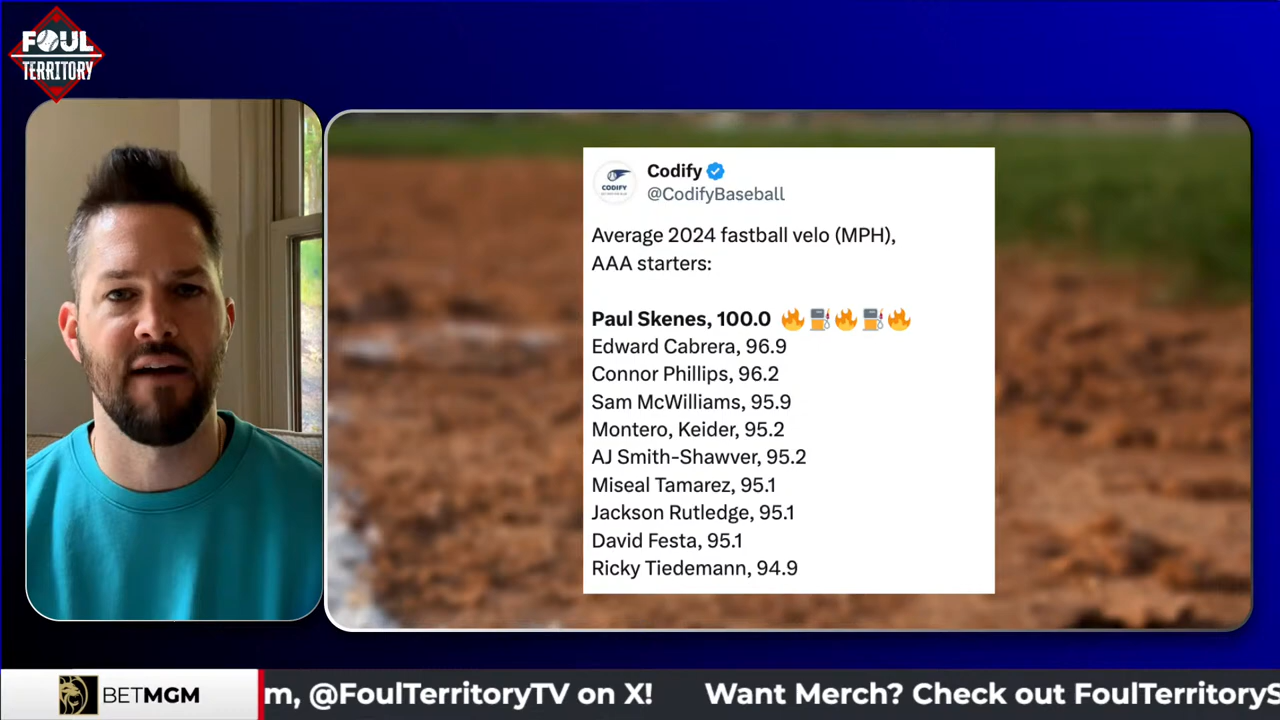 FOUL
TERRITORY
Codify
@CodifyBaseball
CODIFY
Average 2024 fastball velo (MPH),
AAA starters:
Paul Skenes, 100.0 🔥⛽🔥⛽🔥
Edward Cabrera, 96.9
Connor Phillips, 96.2
Sam McWilliams, 95.9
Montero, Keider, 95.2
AJ Smith-Shawver, 95.2
Miseal Tamarez, 95.1
Jackson Rutledge, 95.1
David Festa, 95.1
Ricky Tiedemann, 94.9
BETMGM
m, @FoulTerritoryTV on X! Want Merch? Check out FoulTerritoryS